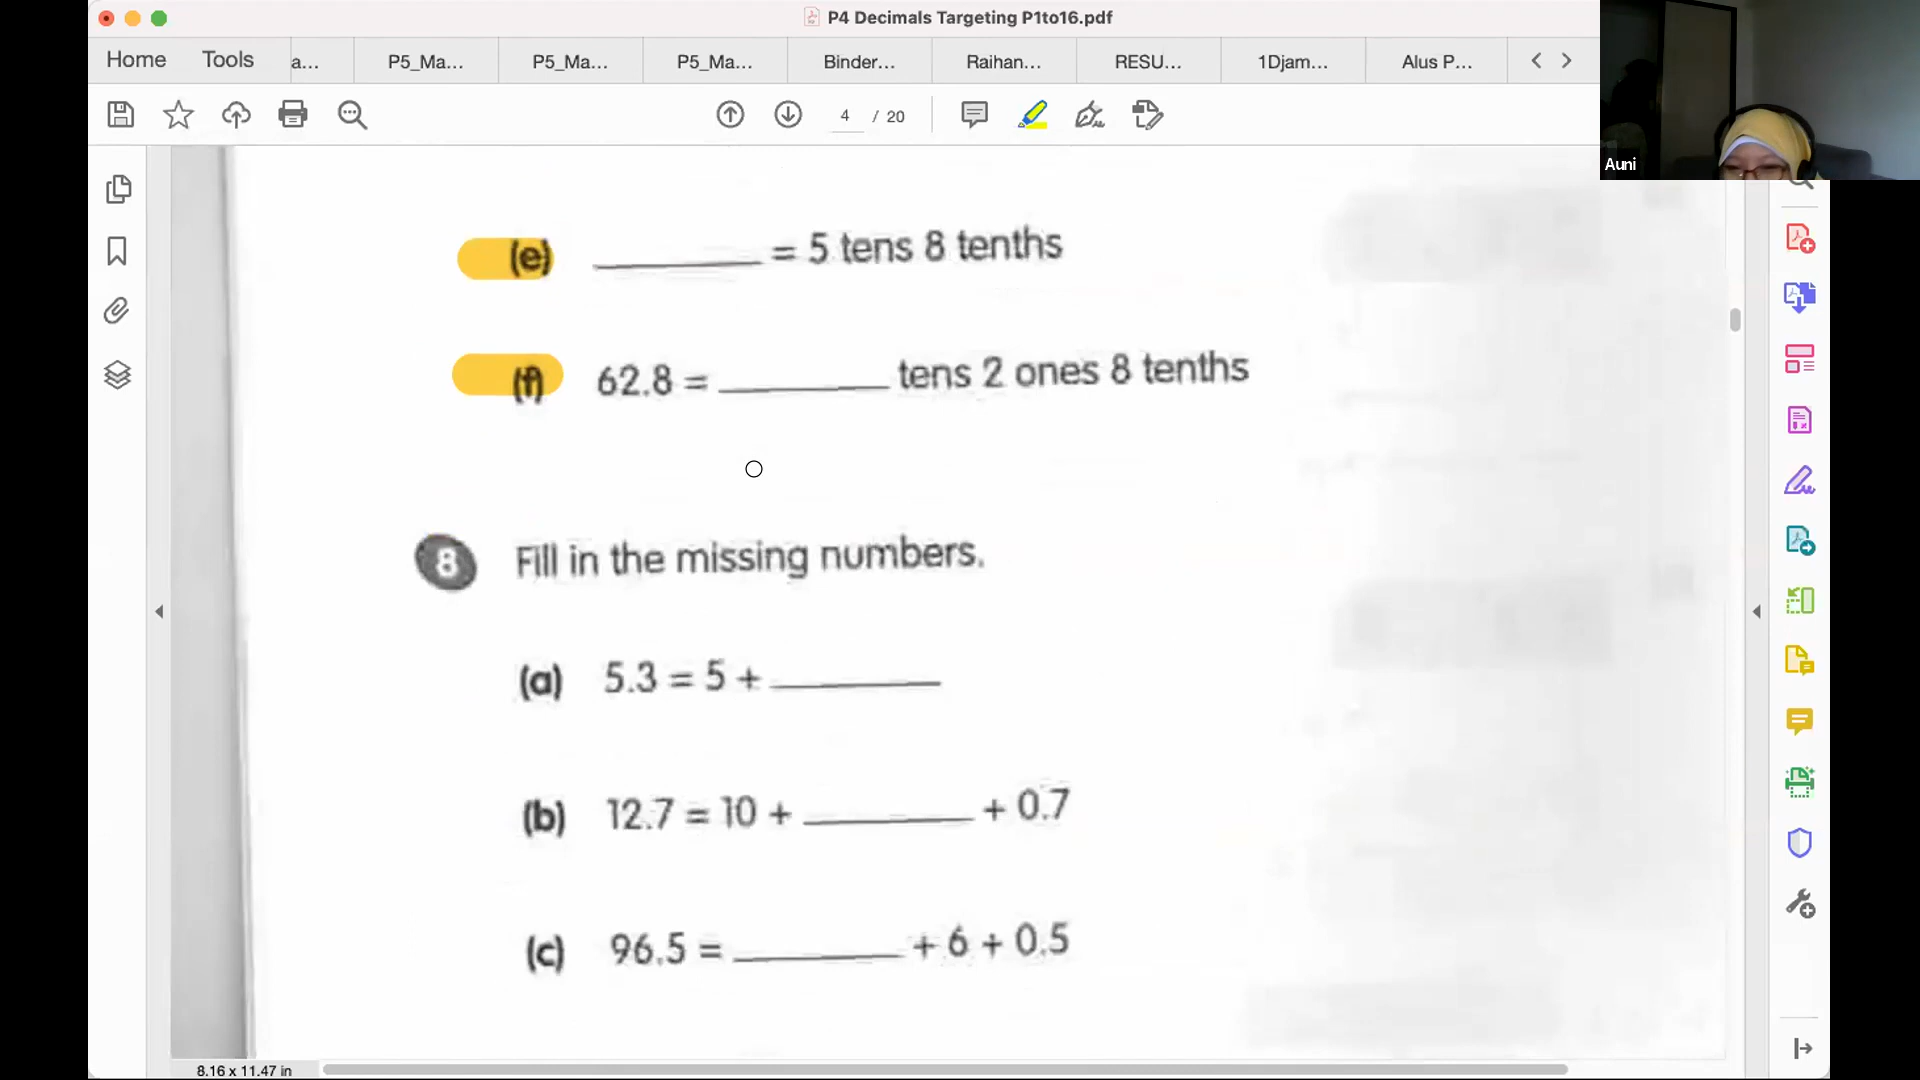 P4 Decimals Targeting P1to16.pdf
Home Tools a... P5_Ma... P5_Ma... P5_Ma... Binder... Raihan... RESU... 1Djam... Alus P...
4 / 20
Auni
(e) ________ = 5 tens 8 tenths
(f) 62.8 = ________ tens 2 ones 8 tenths
8 Fill in the missing numbers.
(a) 5.3 = 5 + ________
(b) 12.7 = 10 + ________ + 0.7
(c) 96.5 = ________ + 6 + 0.5
8.16 x 11.47 in